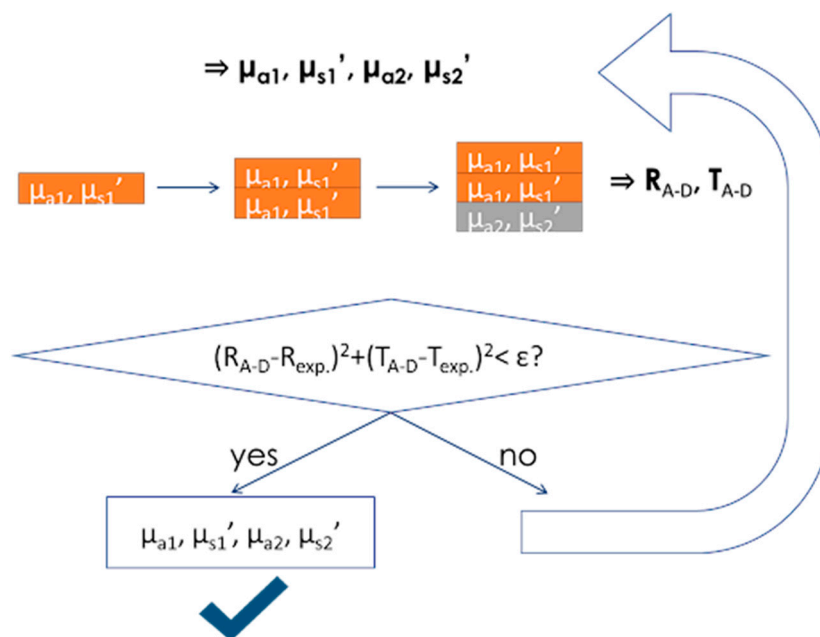 ⇒ μa1, μs1’, μa2, μs2’
μa1, μs1’
μa1, μs1’
μa1, μs1’
μa1, μs1’
μa1, μs1’
μa2, μs2’
⇒ RA-D, TA-D
(RA-D-Rexp.)²+(TA-D-Texp.)²< ε?
yes
no
μa1, μs1’, μa2, μs2’